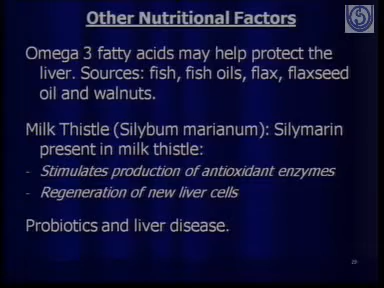 Other Nutritional Factors
Omega 3 fatty acids may help protect the
liver. Sources: fish, fish oils, flax, flaxseed
oil and walnuts.
Milk Thistle (Silybum marianum): Silymarin
present in milk thistle:
- Stimulates production of antioxidant enzymes
- Regeneration of new liver cells
Probiotics and liver disease.